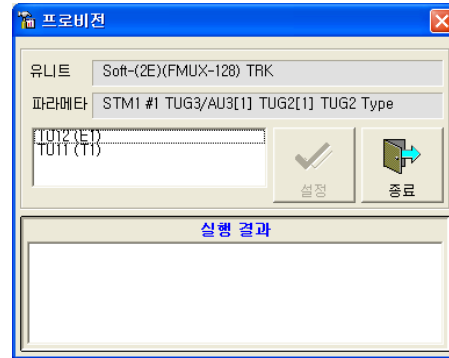 프로비전
유니트 Soft-(2E)(FMUX-128) TRK
파라메타 STM1 #1 TUG3/AU3[1] TUG2[1] TUG2 Type
TU12 (E1)
TU11 (T1)
설정
종료
실행 결과